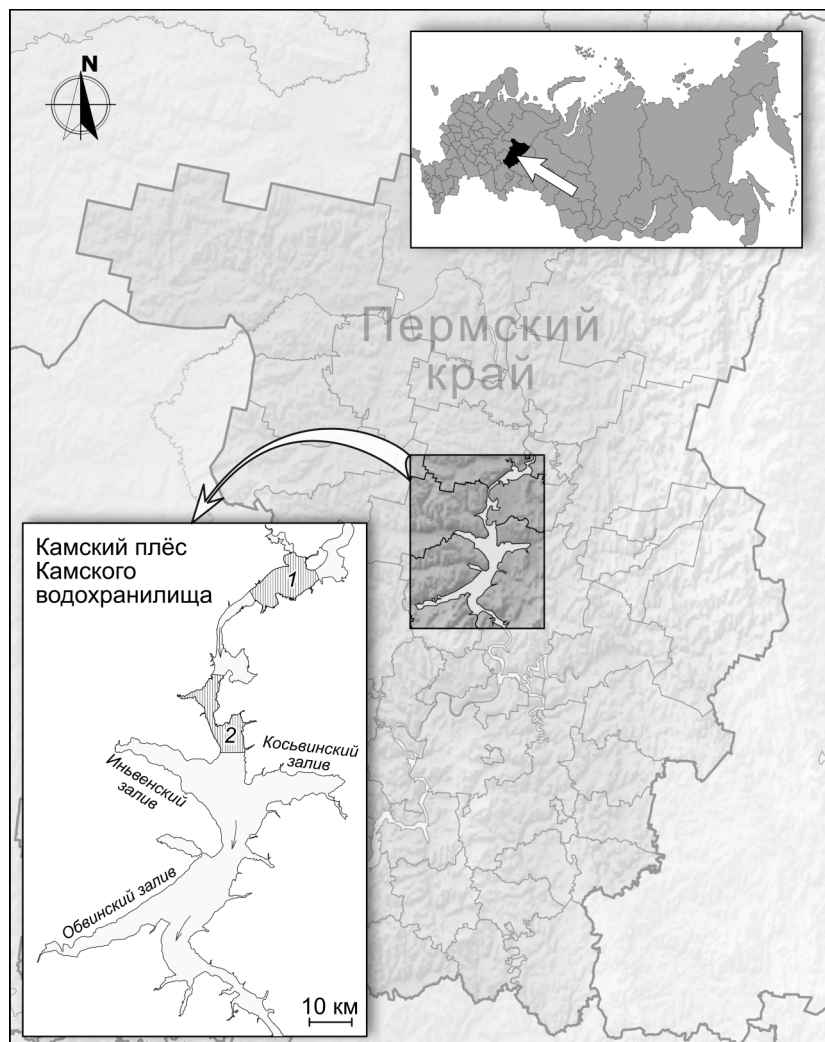 N
Пермский
край
Камский плёс
Камского
водохранилища
1
2
Косьвинский
залив
Иньвенский
залив
Обвинский залив
10 км